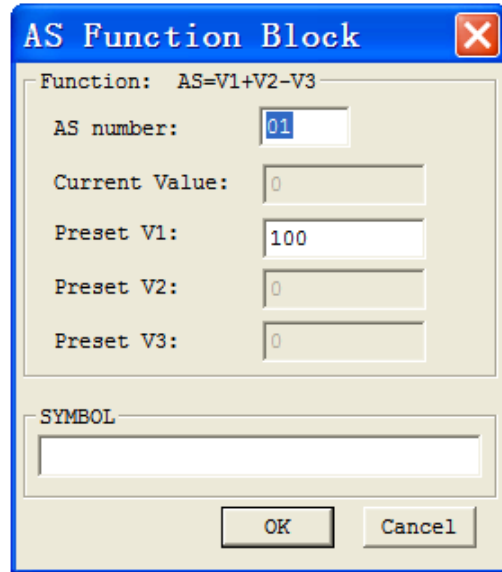 AS Function Block
Function: AS=V1+V2-V3
AS number: 01
Current Value: 0
Preset V1: 100
Preset V2: 0
Preset V3: 0
SYMBOL
OK Cancel